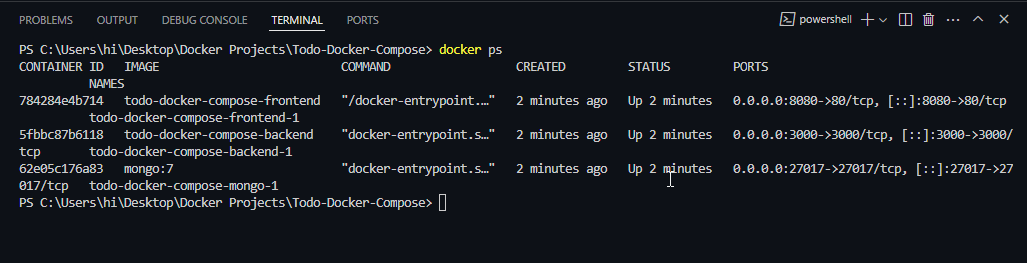 PROBLEMS OUTPUT DEBUG CONSOLE TERMINAL PORTS powershell
PS C:\Users\hi\Desktop\Docker Projects\Todo-Docker-Compose> docker ps
CONTAINER ID IMAGE COMMAND CREATED STATUS PORTS
NAMES
784284e4b714 todo-docker-compose-frontend "/docker-entrypoint.…" 2 minutes ago Up 2 minutes 0.0.0.0:8080->80/tcp, [::]:8080->80/tcp
todo-docker-compose-frontend-1
5fbbc87b6118 todo-docker-compose-backend "docker-entrypoint.s…" 2 minutes ago Up 2 minutes 0.0.0.0:3000->3000/tcp, [::]:3000->3000/
tcp todo-docker-compose-backend-1
62e05c176a83 mongo:7 "docker-entrypoint.s…" 2 minutes ago Up 2 minutes 0.0.0.0:27017->27017/tcp, [::]:27017->27
017/tcp todo-docker-compose-mongo-1
PS C:\Users\hi\Desktop\Docker Projects\Todo-Docker-Compose>